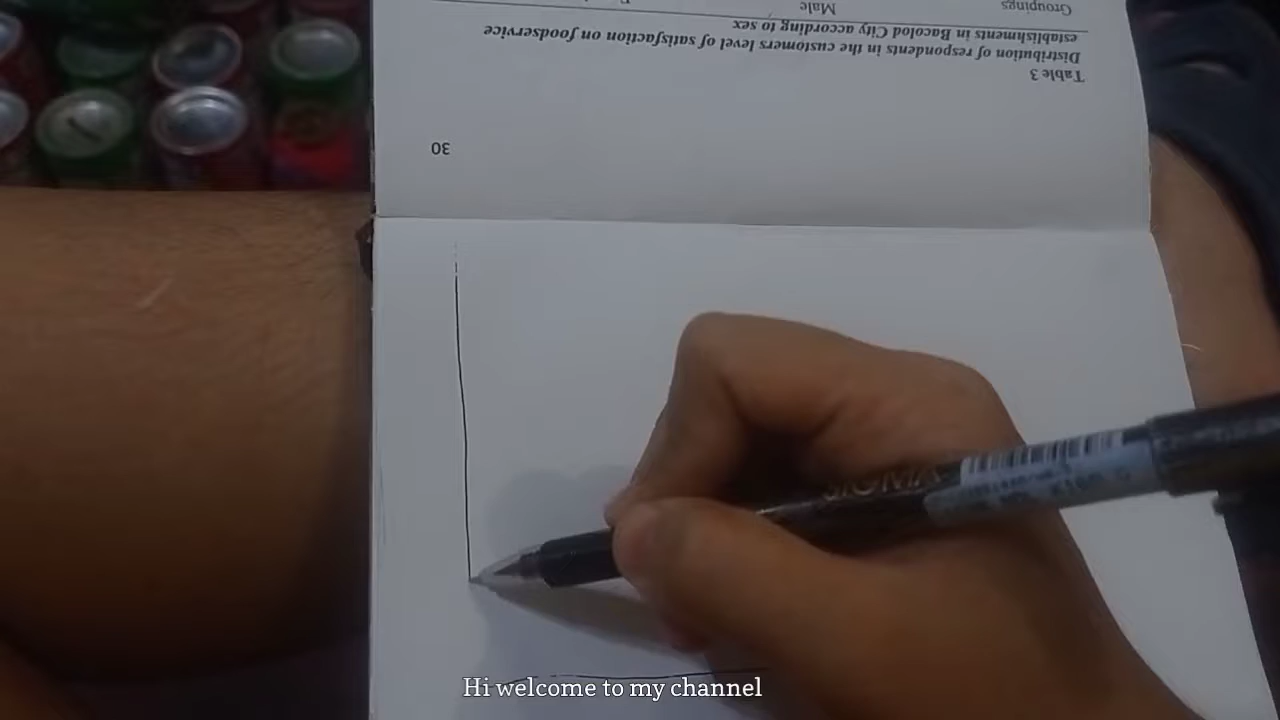 30
Table 3
Distribution of respondents in the customers level of satisfaction on foodservice
establishments in Bacolod City according to sex
Groupings Male
SIGMA
Hi welcome to my channel